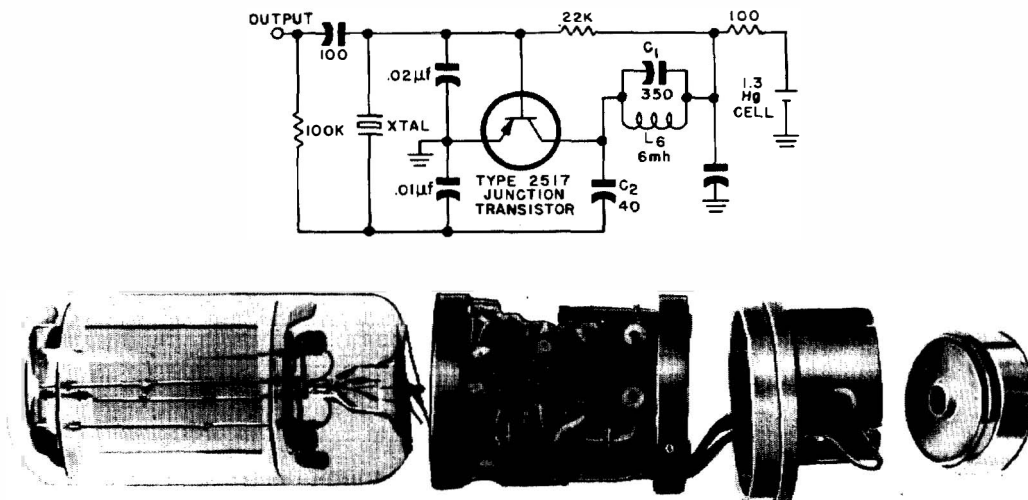 OUTPUT
100
22K
100
.02µf
C1
350
1.3
Hg
CELL
100K
XTAL
L6
6mh
.01µf
TYPE 2517
JUNCTION
TRANSISTOR
C2
40